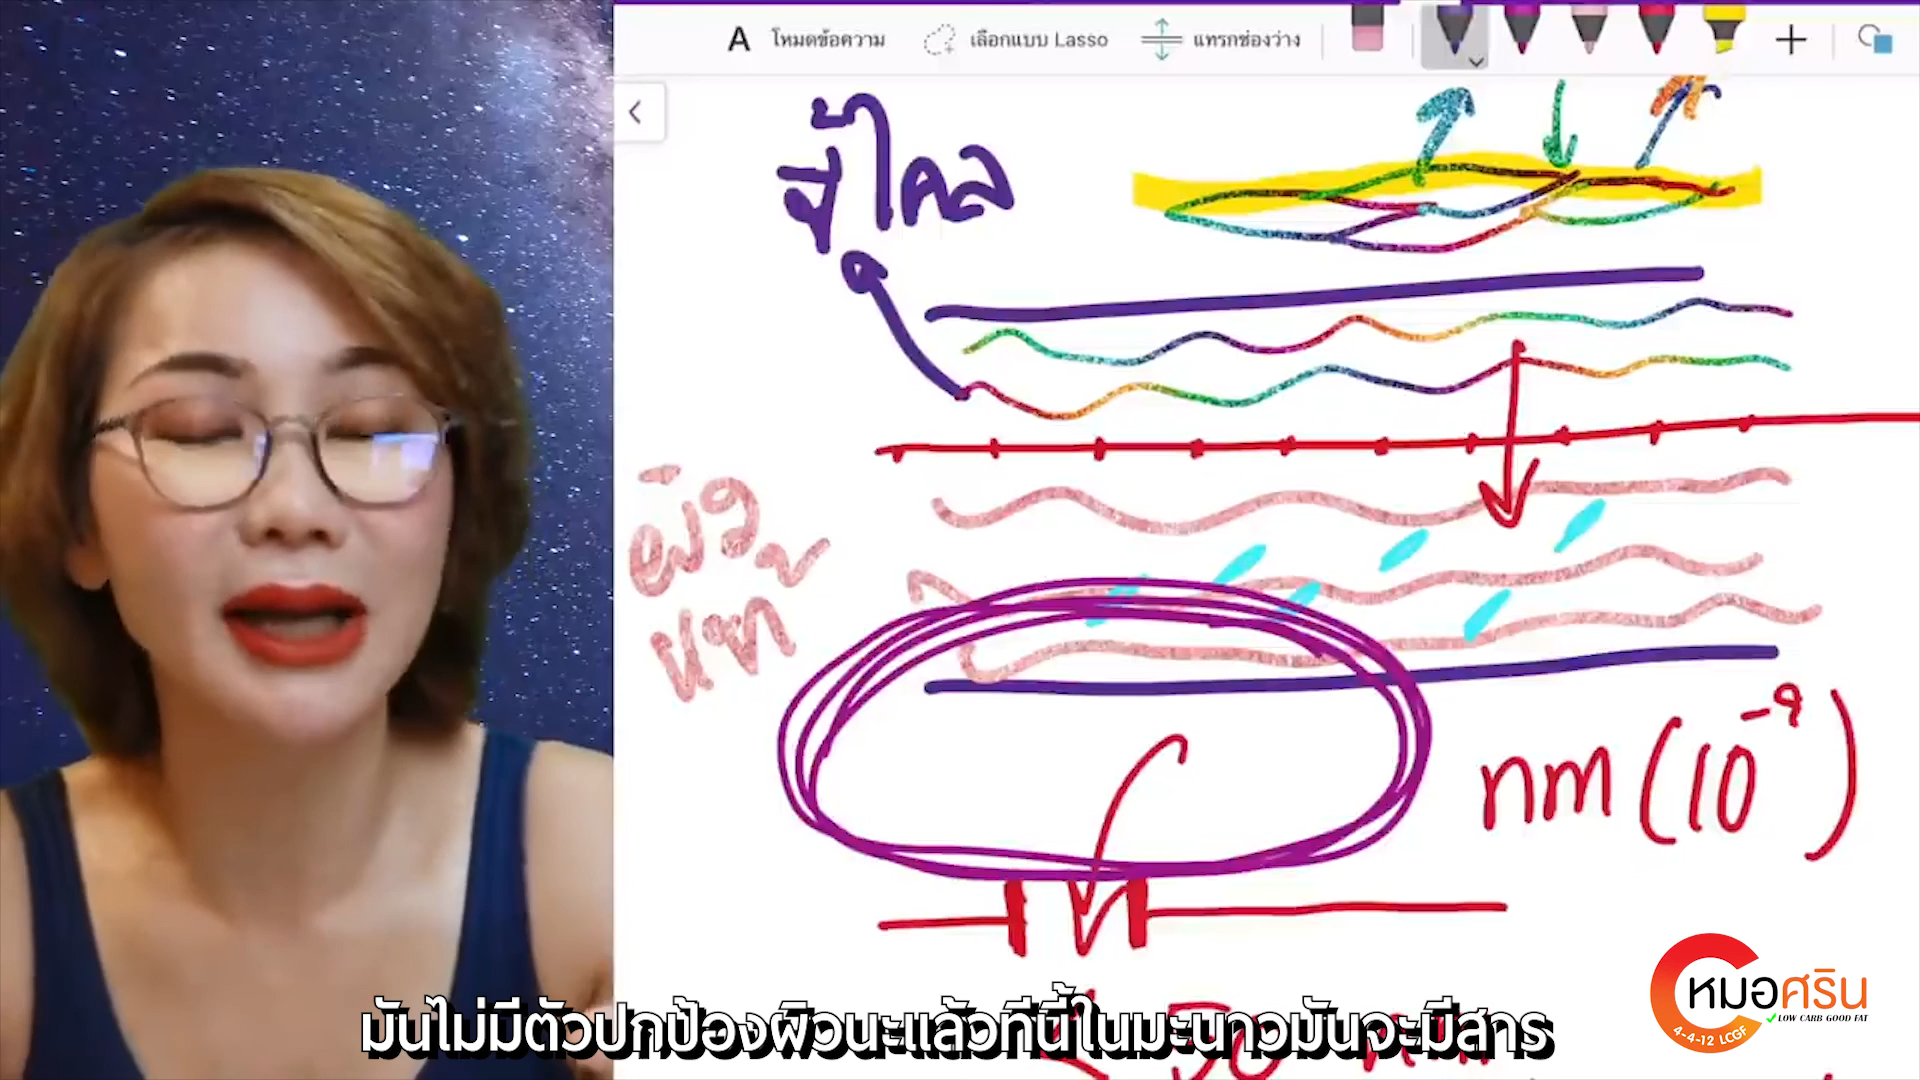 A โหมดข้อความ เลือกแบบ Lasso แทรกช่องว่าง
ขี้ไคล
ผิว
แท้
nm (10⁻⁹)
< 50 nm
หมอศริน
LOW CARB GOOD FAT
4-4-12 LCGF
มันไม่มีตัวปกป้องผิวนะแล้วทีนี้ในมะนาวมันจะมีสาร